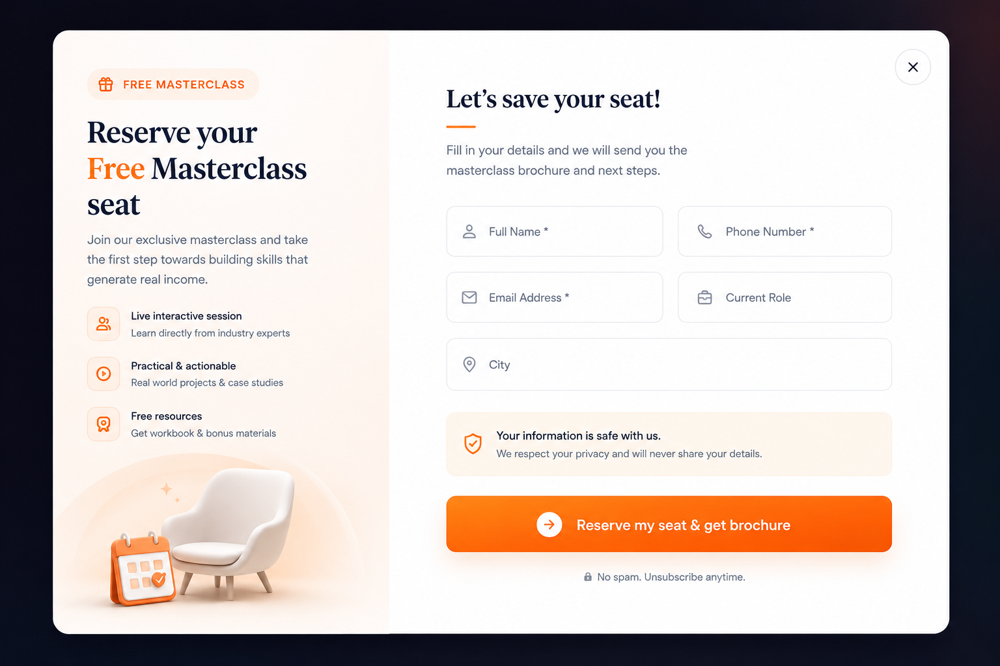 FREE MASTERCLASS
Reserve your
Free Masterclass
seat
Join our exclusive masterclass and take
the first step towards building skills that
generate real income.
Live interactive session
Learn directly from industry experts
Practical & actionable
Real world projects & case studies
Free resources
Get workbook & bonus materials
Let’s save your seat!
Fill in your details and we will send you the
masterclass brochure and next steps.
Full Name *
Phone Number *
Email Address *
Current Role
City
Your information is safe with us.
We respect your privacy and will never share your details.
Reserve my seat & get brochure
No spam. Unsubscribe anytime.